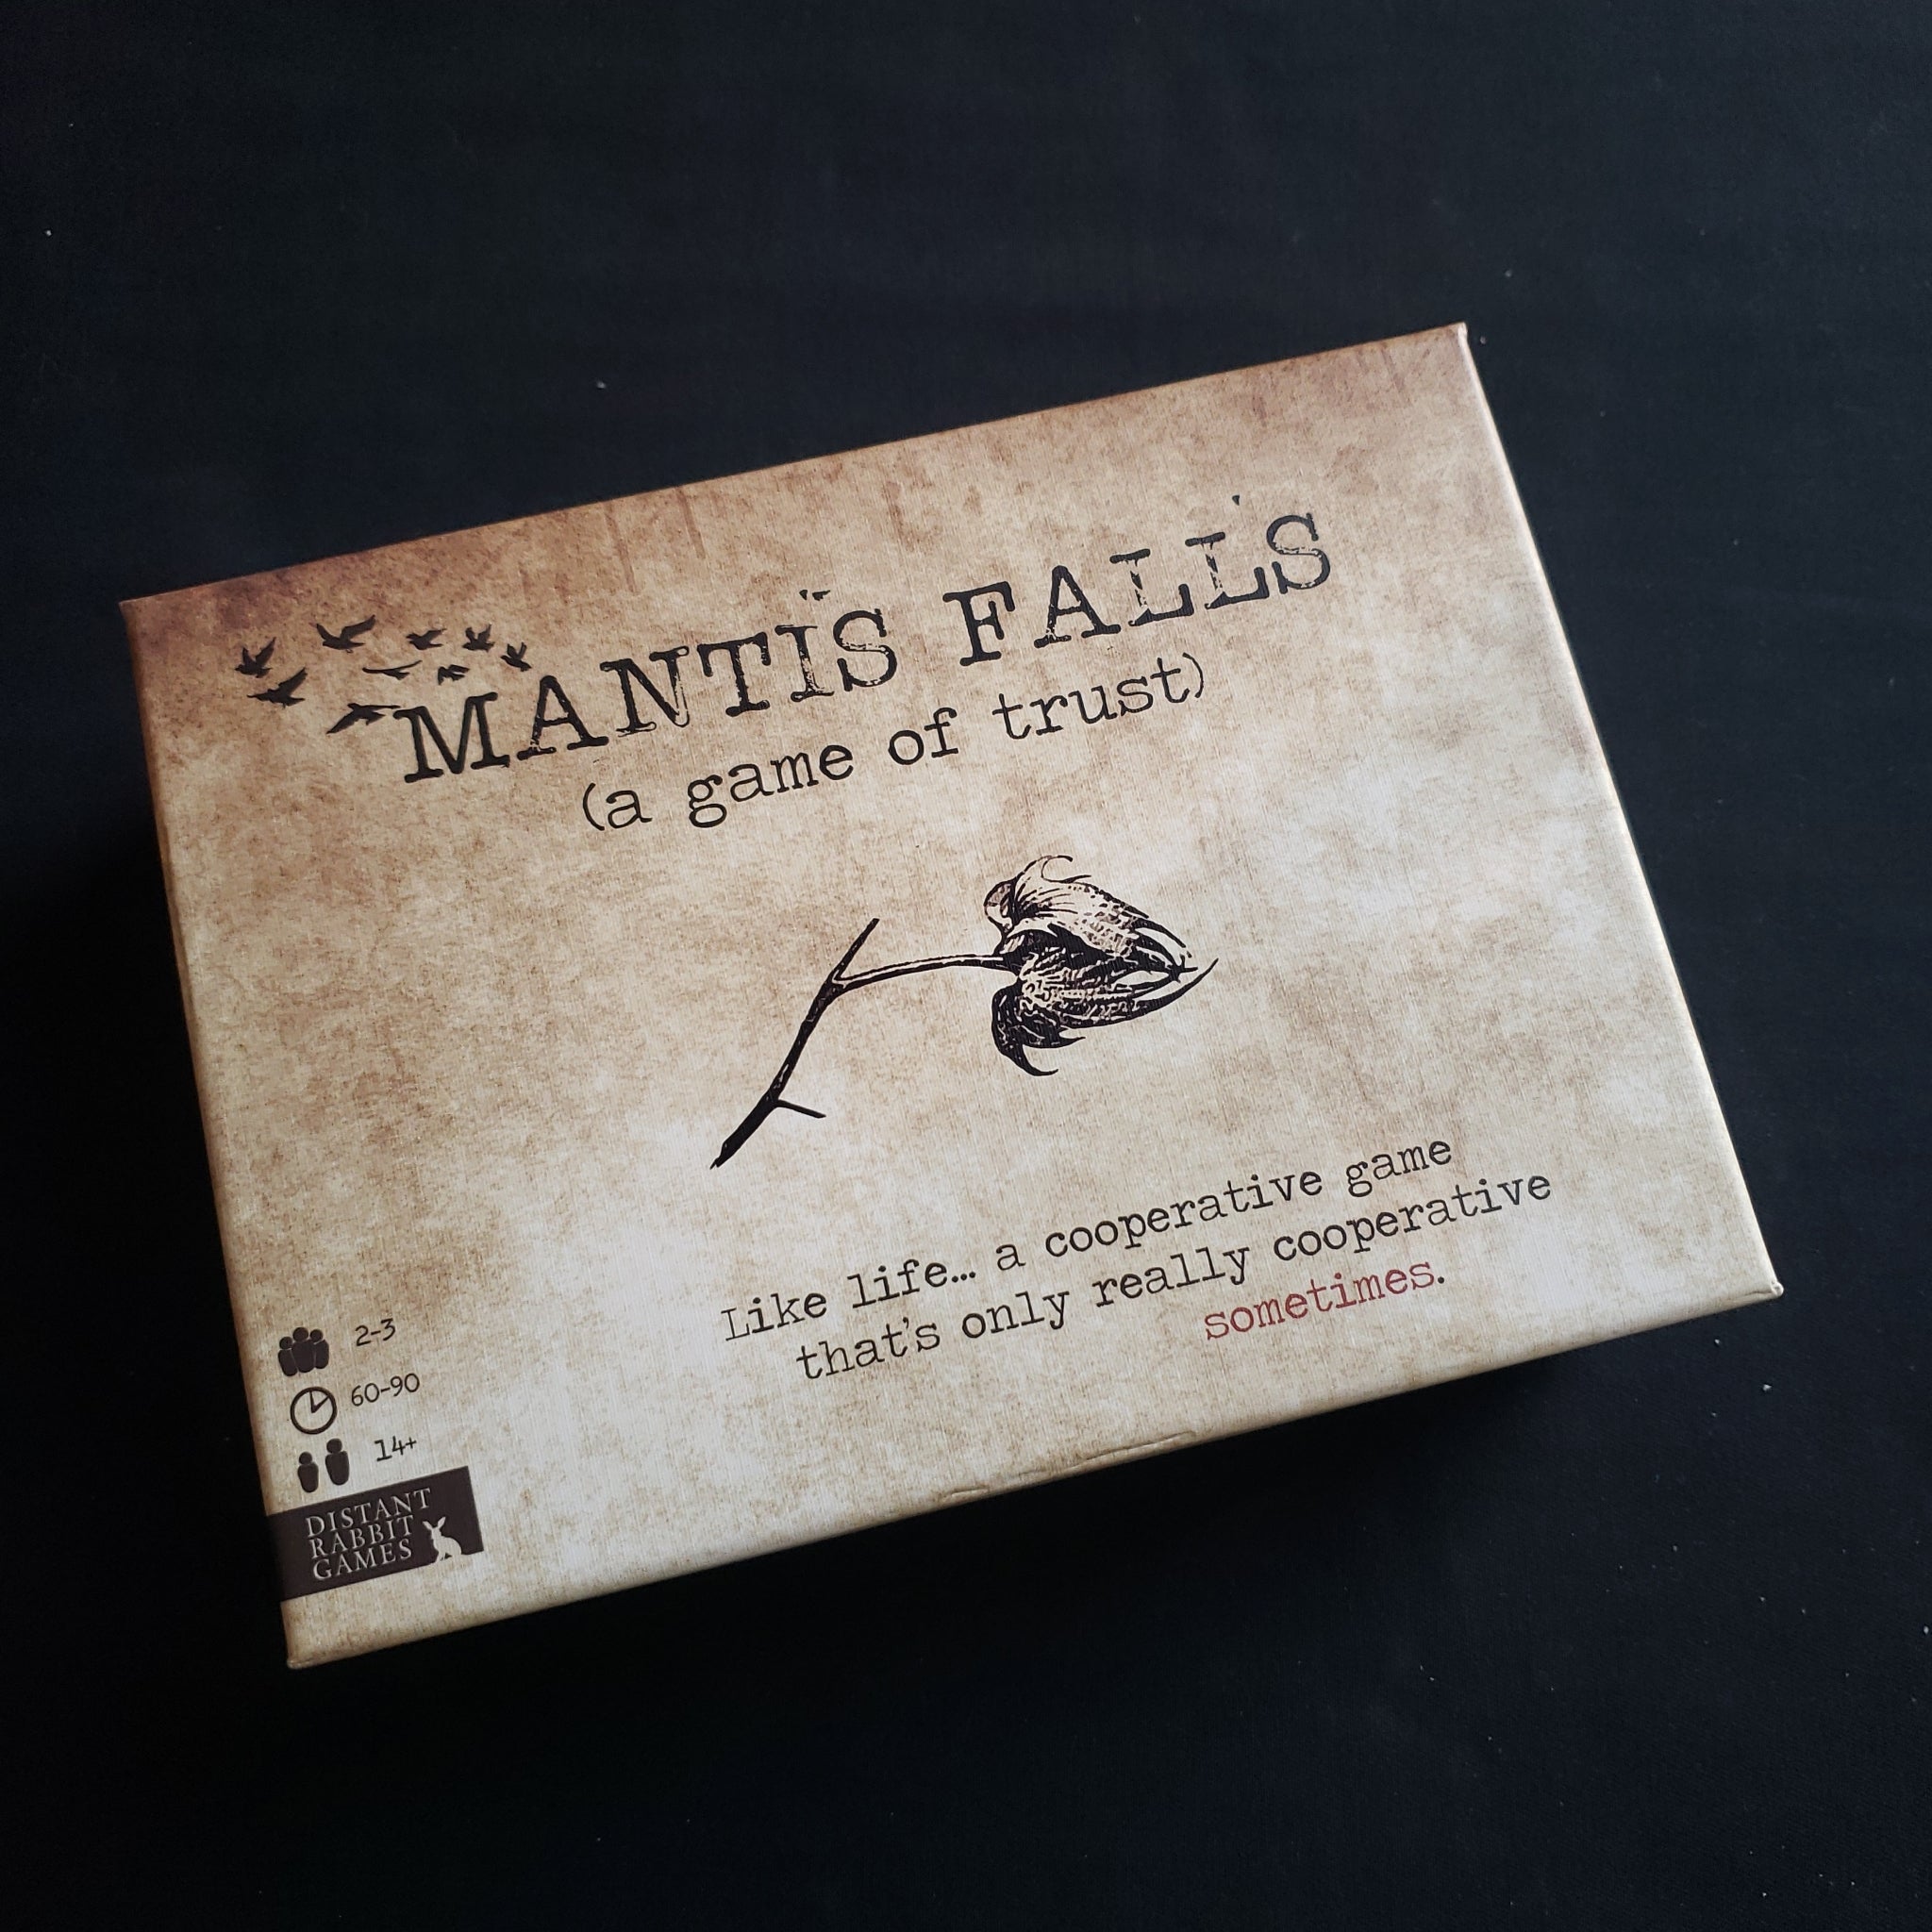 MANTIS FALLS
(a game of trust)
Like life… a cooperative game
that's only really cooperative
sometimes.
2-3
60-90
14+
DISTANT
RABBIT
GAMES